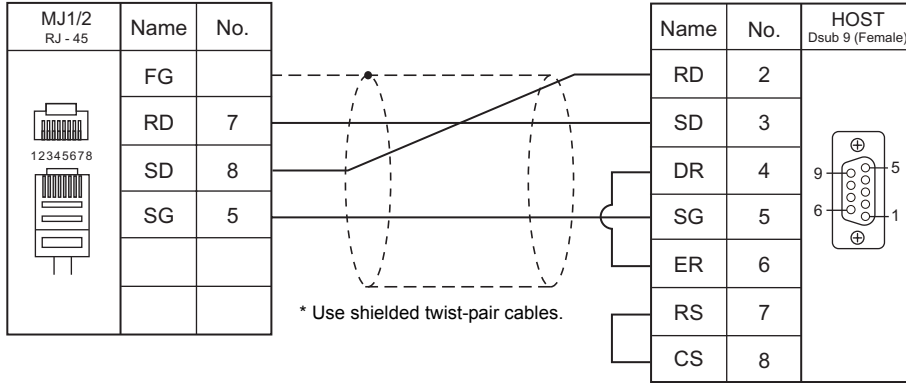 MJ1/2
RJ - 45
Name No.
FG
RD 7
SD 8
SG 5
12345678
* Use shielded twist-pair cables.
Name No.
HOST
Dsub 9 (Female)
RD 2
SD 3
DR 4
SG 5
ER 6
RS 7
CS 8
9 5
6 1